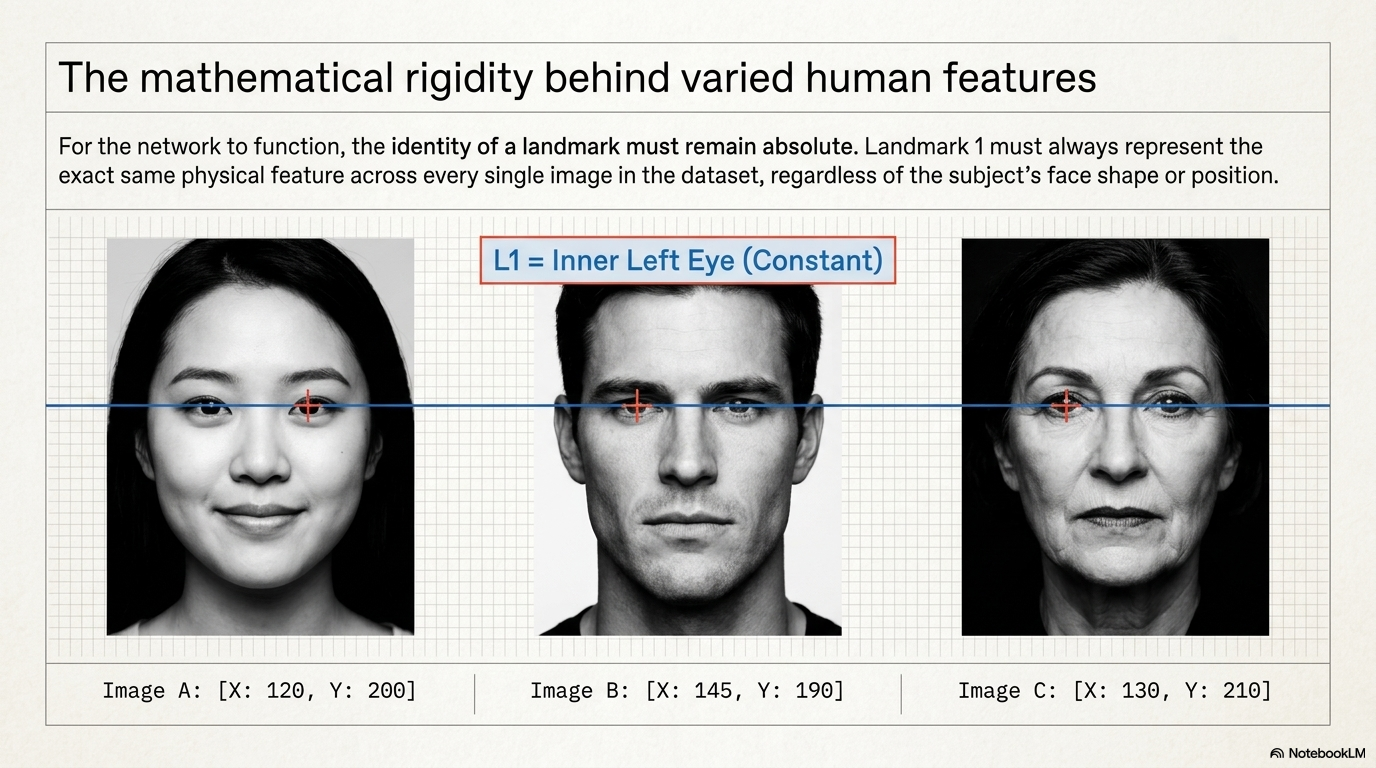 The mathematical rigidity behind varied human features
For the network to function, the identity of a landmark must remain absolute. Landmark 1 must always represent the
exact same physical feature across every single image in the dataset, regardless of the subject's face shape or position.
L1 = Inner Left Eye (Constant)
Image A: [X: 120, Y: 200]
Image B: [X: 145, Y: 190]
Image C: [X: 130, Y: 210]
NotebookLM